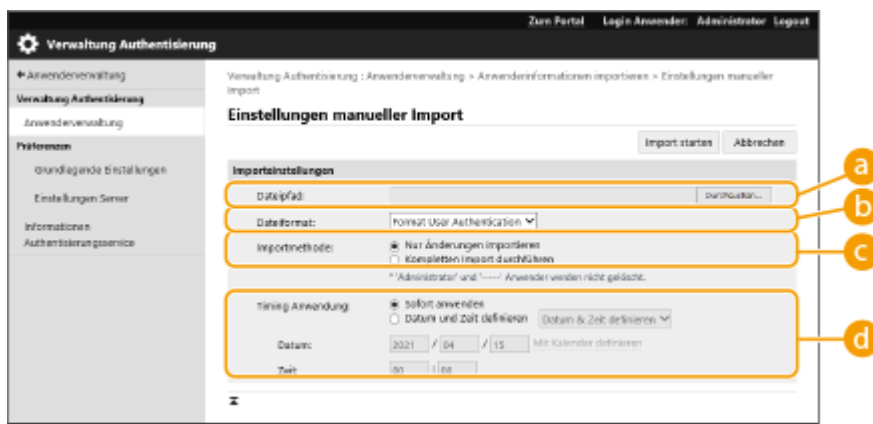 Zum Portal Login Anwender: Administrator Logout
Verwaltung Authentisierung
Anwenderverwaltung
Verwaltung Authentisierung
Anwenderverwaltung
Präferenzen
Grundlegende Einstellungen
Einstellungen Server
Informationen
Authentisierungsservice
Verwaltung Authentisierung : Anwenderverwaltung > Anwenderinformationen importieren > Einstellungen manueller
Import
Einstellungen manueller Import
Import starten Abbrechen
Importeinstellungen
Dateipfad: Durchsuchen... a
Dateiformat: Format User Authentication b
Importmethode: Nur Änderungen importieren c
Kompletten Import durchführen
* 'Administrator' und '-----' Anwender werden nicht gelöscht.
Timing Anwendung: Sofort anwenden
Datum und Zeit definieren Datum & Zeit definieren
Datum: 2021 / 04 / 15 Mit Kalender definieren d
Zeit: 00 : 00